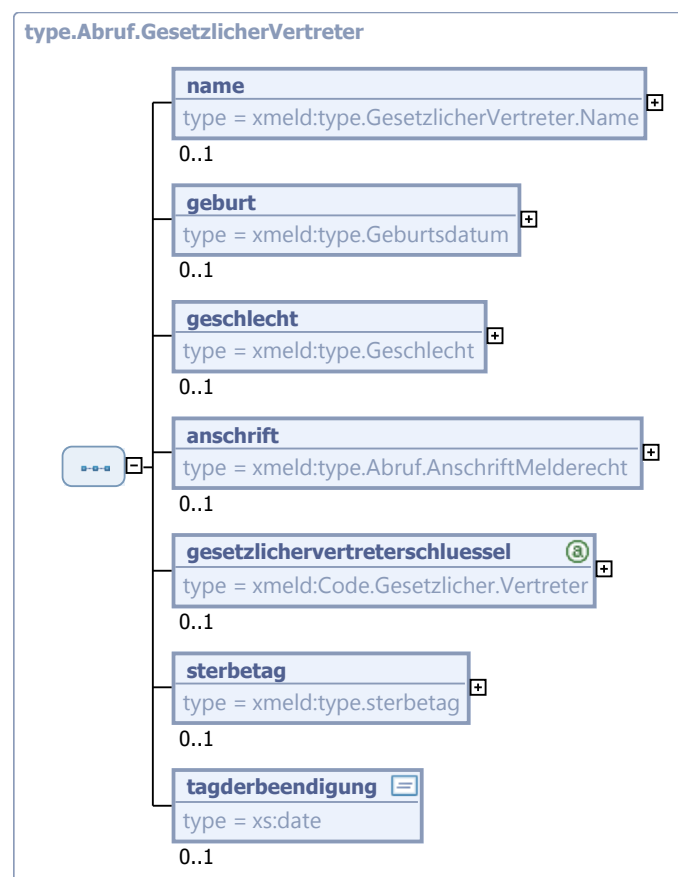 type.Abruf.GesetzlicherVertreter
name
type = xmeld:type.GesetzlicherVertreter.Name
0..1
geburt
type = xmeld:type.Geburtsdatum
0..1
geschlecht
type = xmeld:type.Geschlecht
0..1
anschrift
type = xmeld:type.Abruf.AnschriftMelderecht
0..1
gesetzlichervertreterschluessel
type = xmeld:Code.Gesetzlicher.Vertreter
0..1
sterbetag
type = xmeld:type.sterbetag
0..1
tagderbeendigung
type = xs:date
0..1